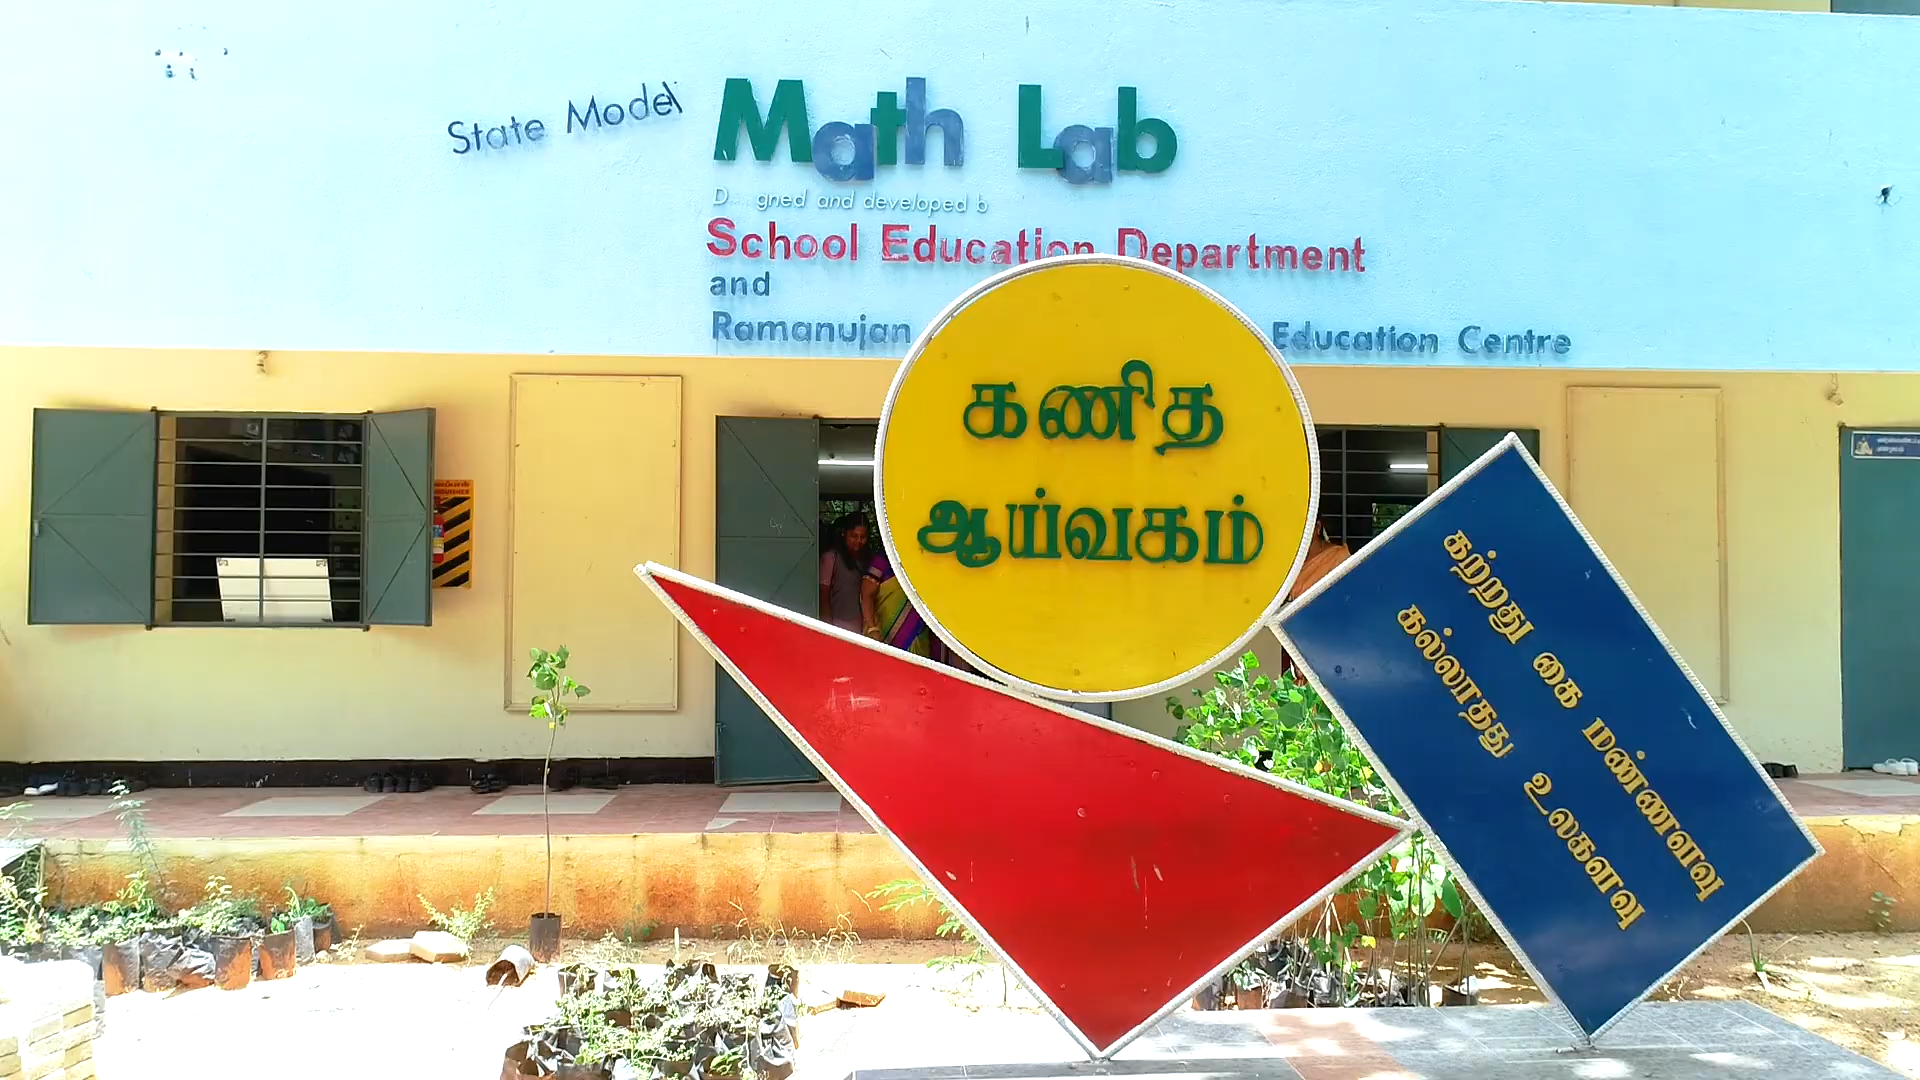 State Model Math Lab
gned and developed b
School Education Department
and
Ramanujan
Education Centre
கணித
ஆய்வகம்
கற்றது கை மண்ணளவு
கல்லாதது உலகளவு